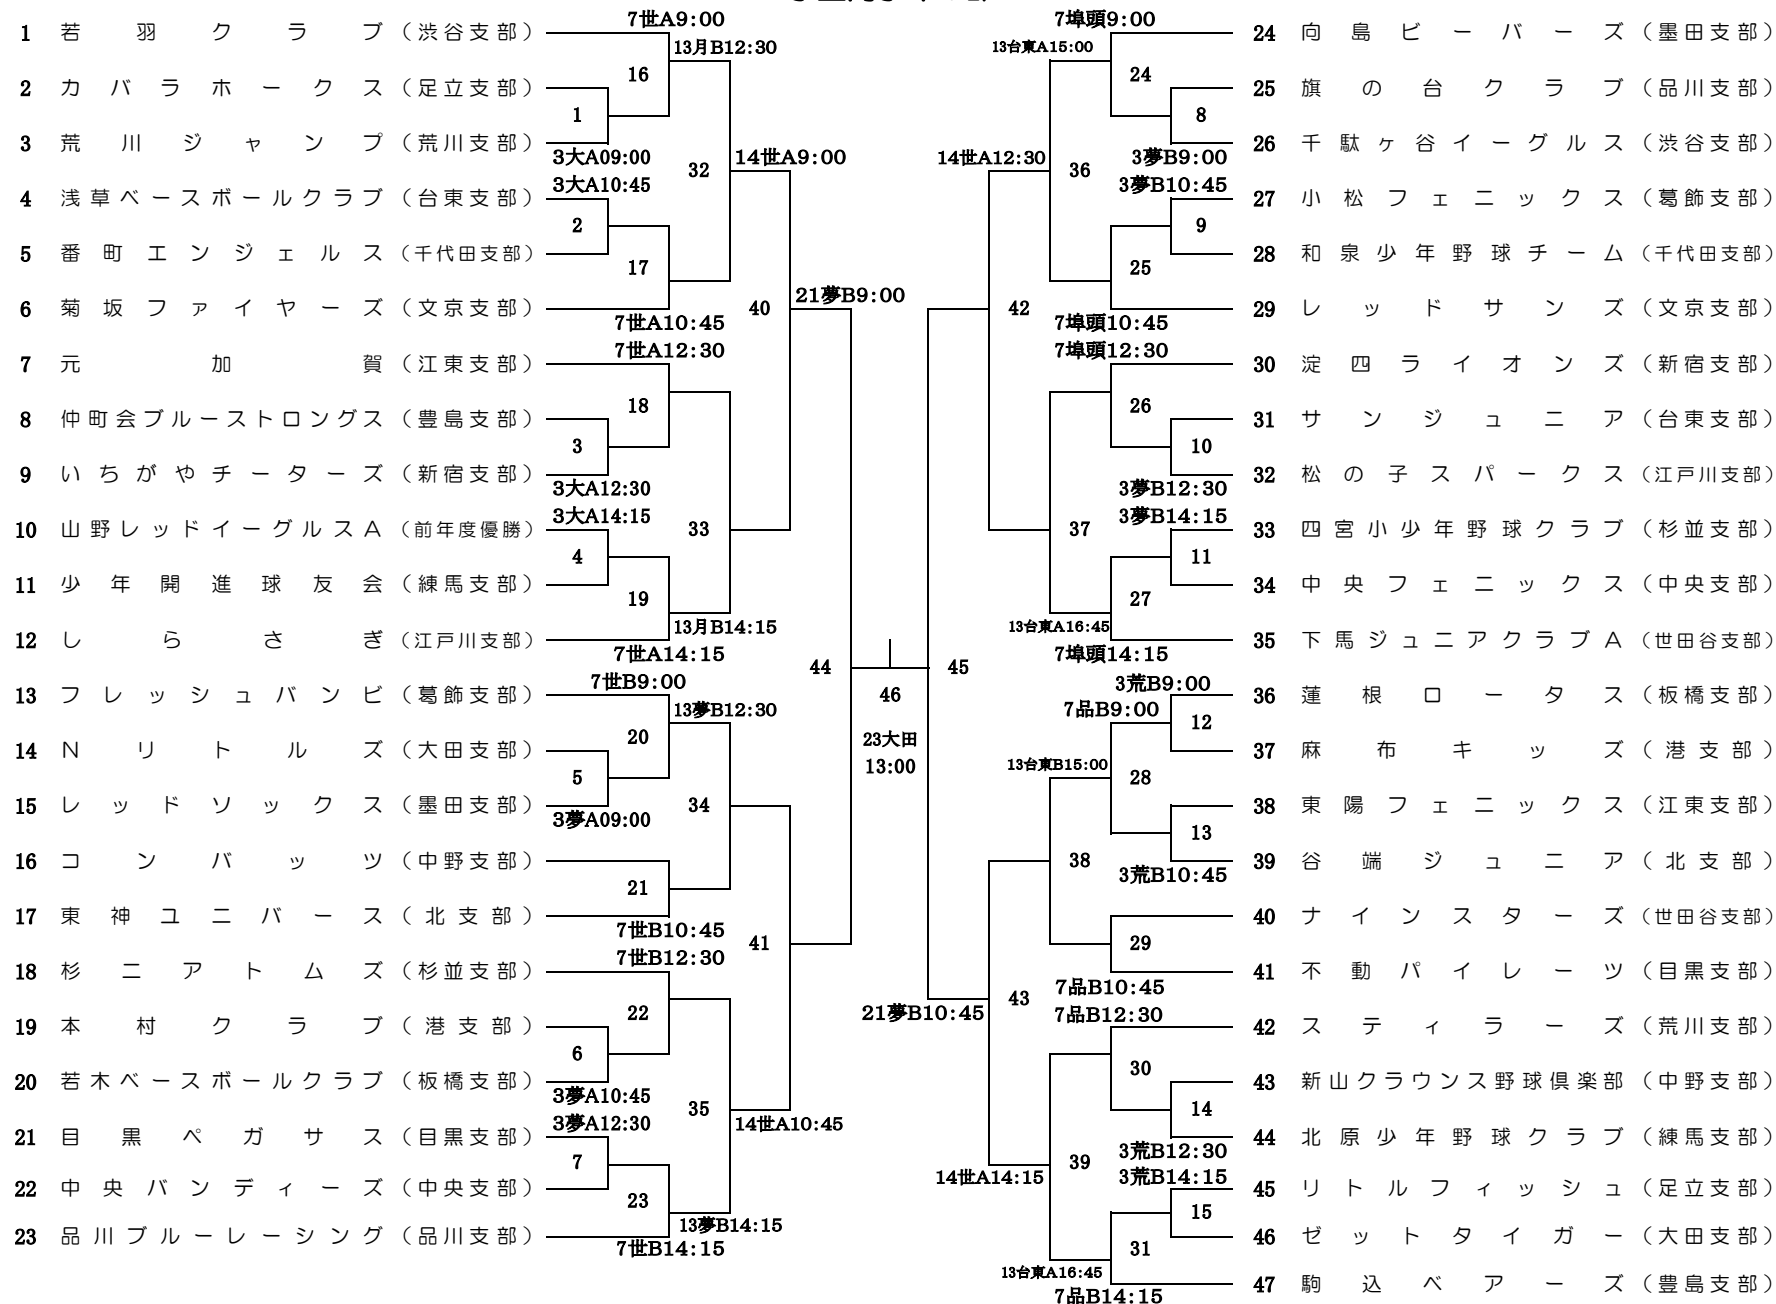 7世A9:00
1 若羽クラブ（渋谷支部）
13月B12:30
16
2 カバラホークス（足立支部）
1
3 荒川ジャンプ（荒川支部）
3大A09:00
32
14世A9:00
3大A10:45
4 浅草ベースボールクラブ（台東支部）
2
5 番町エンジェルス（千代田支部）
17
6 菊坂ファイヤーズ（文京支部）
40
21夢B9:00
7世A10:45
7世A12:30
7 元加賀（江東支部）
18
8 仲町会ブルーストロングス（豊島支部）
3
9 いちがやチーターズ（新宿支部）
3大A12:30
3大A14:15
10 山野レッドイーグルスA（前年度優勝）
33
4
11 少年開進球友会（練馬支部）
19
13月B14:15
12 しらさぎ（江戸川支部）
7世A14:15
44
7世B9:00
13 フレッシュバンビ（葛飾支部）
13夢B12:30
20
14 Nリトルズ（大田支部）
5
15 レッドソックス（墨田支部）
3夢A09:00
34
16 コンバッツ（中野支部）
21
17 東神ユニバース（北支部）
7世B10:45
41
7世B12:30
18 杉二アトムズ（杉並支部）
22
19 本村クラブ（港支部）
6
20 若木ベースボールクラブ（板橋支部）
3夢A10:45
35
3夢A12:30
14世A10:45
21 目黒ペガサス（目黒支部）
7
22 中央バンディーズ（中央支部）
23
13夢B14:15
23 品川ブルーレーシング（品川支部）
7世B14:15
46
23大田
13:00
7埠頭9:00
24 向島ビーバーズ（墨田支部）
13台東A15:00
24
25 旗の台クラブ（品川支部）
8
26 千駄ヶ谷イーグルス（渋谷支部）
14世A12:30
36
3夢B9:00
3夢B10:45
27 小松フェニックス（葛飾支部）
9
28 和泉少年野球チーム（千代田支部）
25
29 レッドサンズ（文京支部）
42
7埠頭10:45
7埠頭12:30
30 淀四ライオンズ（新宿支部）
26
31 サンジュニア（台東支部）
10
32 松の子スパークス（江戸川支部）
3夢B12:30
3夢B14:15
33 四宮小少年野球クラブ（杉並支部）
37
11
34 中央フェニックス（中央支部）
27
13台東A16:45
35 下馬ジュニアクラブA（世田谷支部）
7埠頭14:15
45
3荒B9:00
36 蓮根ロータス（板橋支部）
7品B9:00
12
37 麻布キッズ（港支部）
13台東B15:00
28
38 東陽フェニックス（江東支部）
13
39 谷端ジュニア（北支部）
38
3荒B10:45
40 ナインスターズ（世田谷支部）
29
41 不動パイレーツ（目黒支部）
7品B10:45
43
21夢B10:45
7品B12:30
42 スティラーズ（荒川支部）
30
43 新山クラウンス野球倶楽部（中野支部）
14
44 北原少年野球クラブ（練馬支部）
3荒B12:30
39
14世A14:15
3荒B14:15
45 リトルフィッシュ（足立支部）
15
46 ゼットタイガー（大田支部）
31
13台東A16:45
47 駒込ベアーズ（豊島支部）
7品B14:15